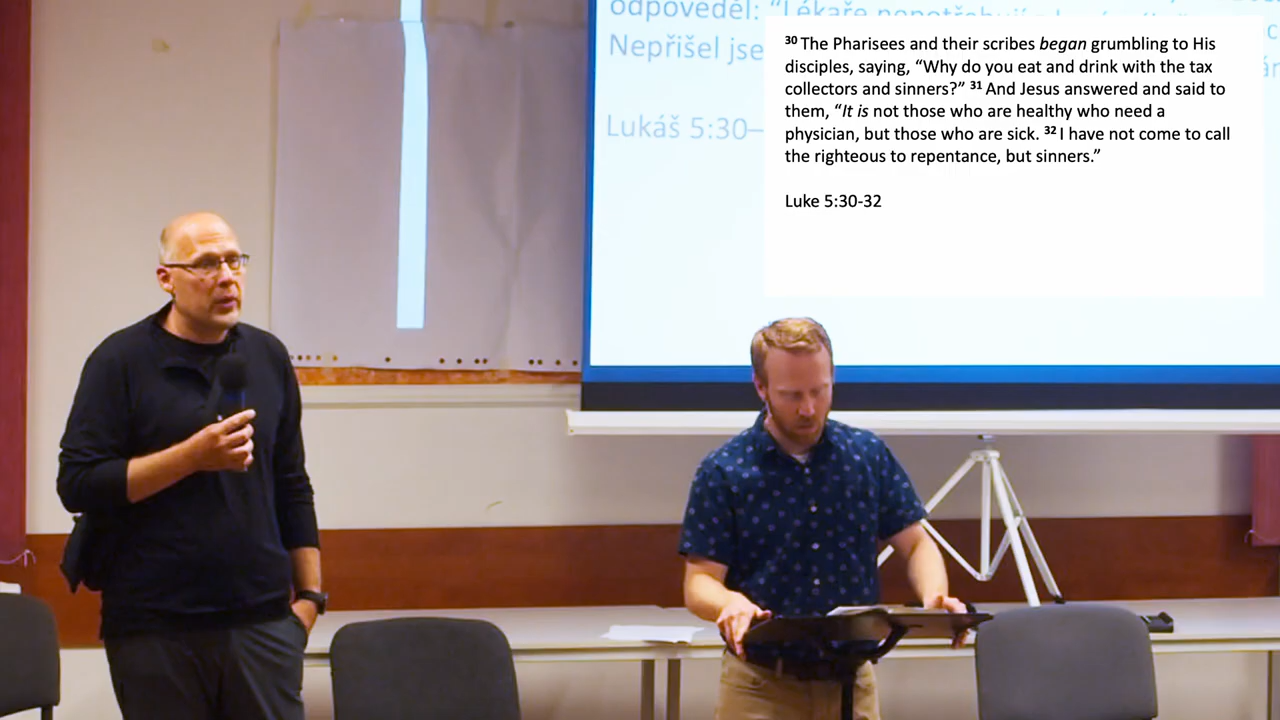 odpověděl: "Lékaře nepotřebují
Nepřišel jse
Lukáš 5:30–
30 The Pharisees and their scribes began grumbling to His
disciples, saying, “Why do you eat and drink with the tax
collectors and sinners?” 31 And Jesus answered and said to
them, “It is not those who are healthy who need a
physician, but those who are sick. 32 I have not come to call
the righteous to repentance, but sinners.”
Luke 5:30-32